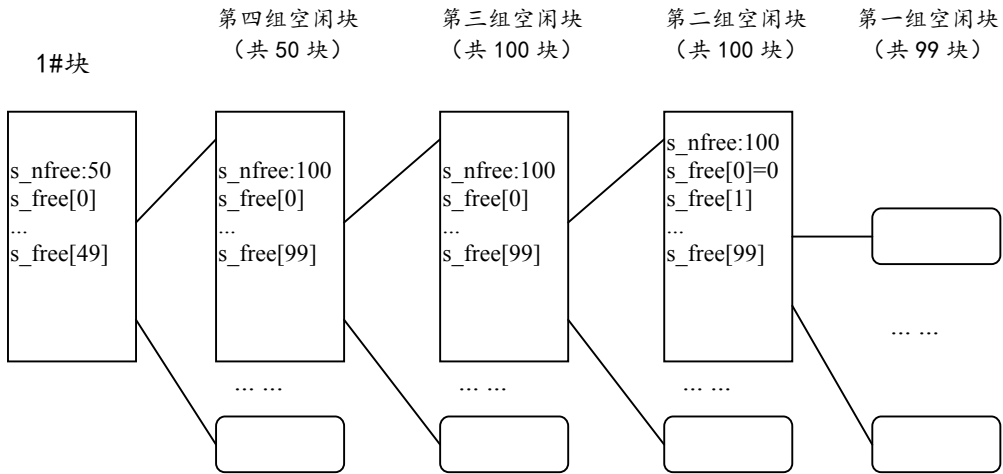 第四组空闲块
（共 50 块）
第三组空闲块
（共 100 块）
第二组空闲块
（共 100 块）
第一组空闲块
（共 99 块）
1#块
s_nfree:50
s_free[0]
...
s_free[49]
s_nfree:100
s_free[0]
...
s_free[99]
s_nfree:100
s_free[0]
...
s_free[99]
s_nfree:100
s_free[0]=0
s_free[1]
...
s_free[99]
... ...
... ...
... ...
... ...